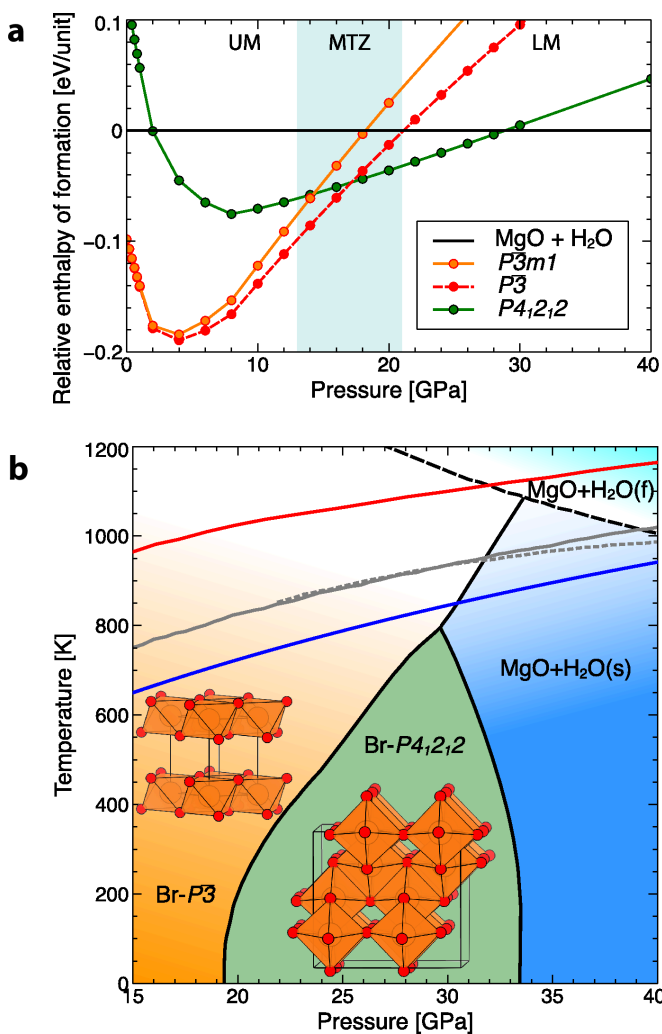 a
Relative enthalpy of formation [eV/unit]
0.1
0
−0.1
−0.2
UM
MTZ
LM
MgO + H₂O
P3̅m1
P3̅
P4₁2₁2
0
10
20
30
40
Pressure [GPa]
b
Temperature [K]
1200
1000
800
600
400
200
0
MgO+H₂O(f)
MgO+H₂O(s)
Br-P4₁2₁2
Br-P3̅
15
20
25
30
35
40
Pressure [GPa]